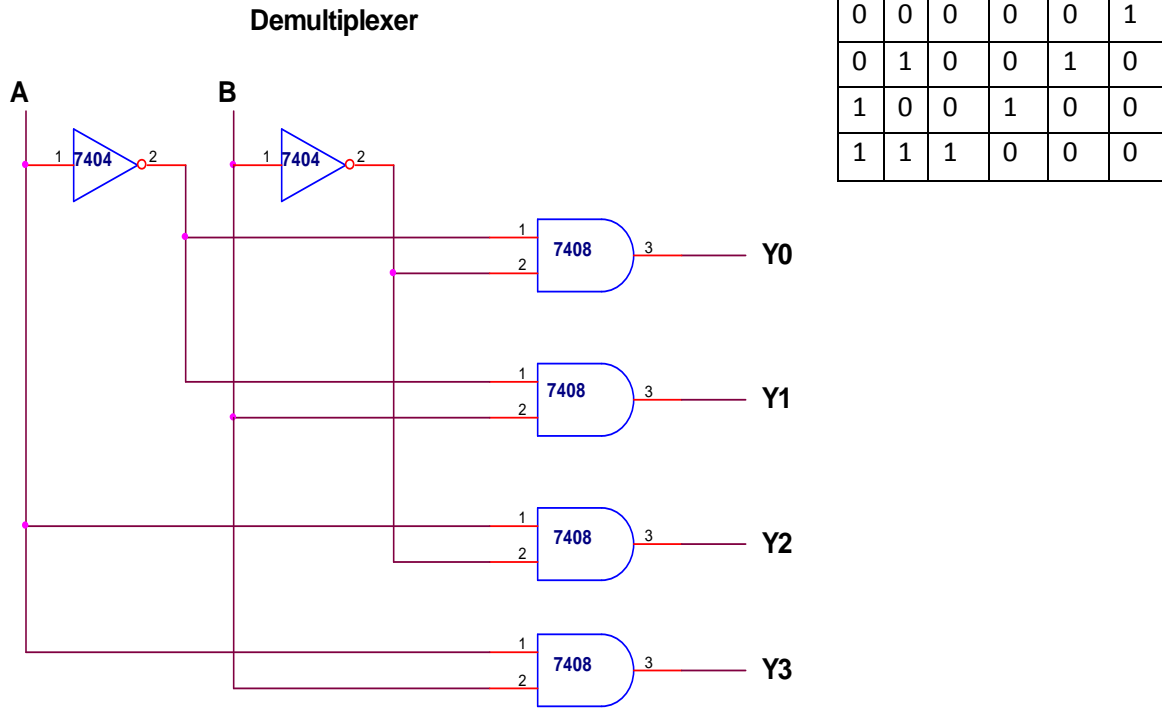 Demultiplexer
0 0 0 0 0 1
0 1 0 0 1 0
1 0 0 1 0 0
1 1 1 0 0 0
A B
1 7404 2 1 7404 2
1
7408 3 Y0
2
1
7408 3 Y1
2
1
7408 3 Y2
2
1
7408 3 Y3
2